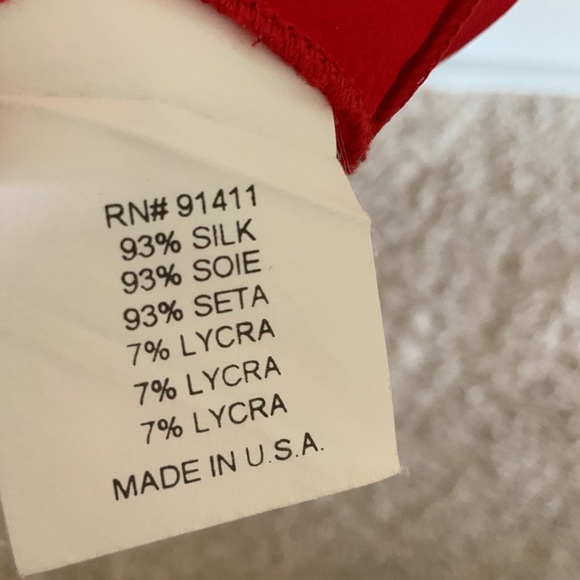 RN# 91411
93% SILK
93% SOIE
93% SETA
7% LYCRA
7% LYCRA
7% LYCRA
MADE IN U.S.A.